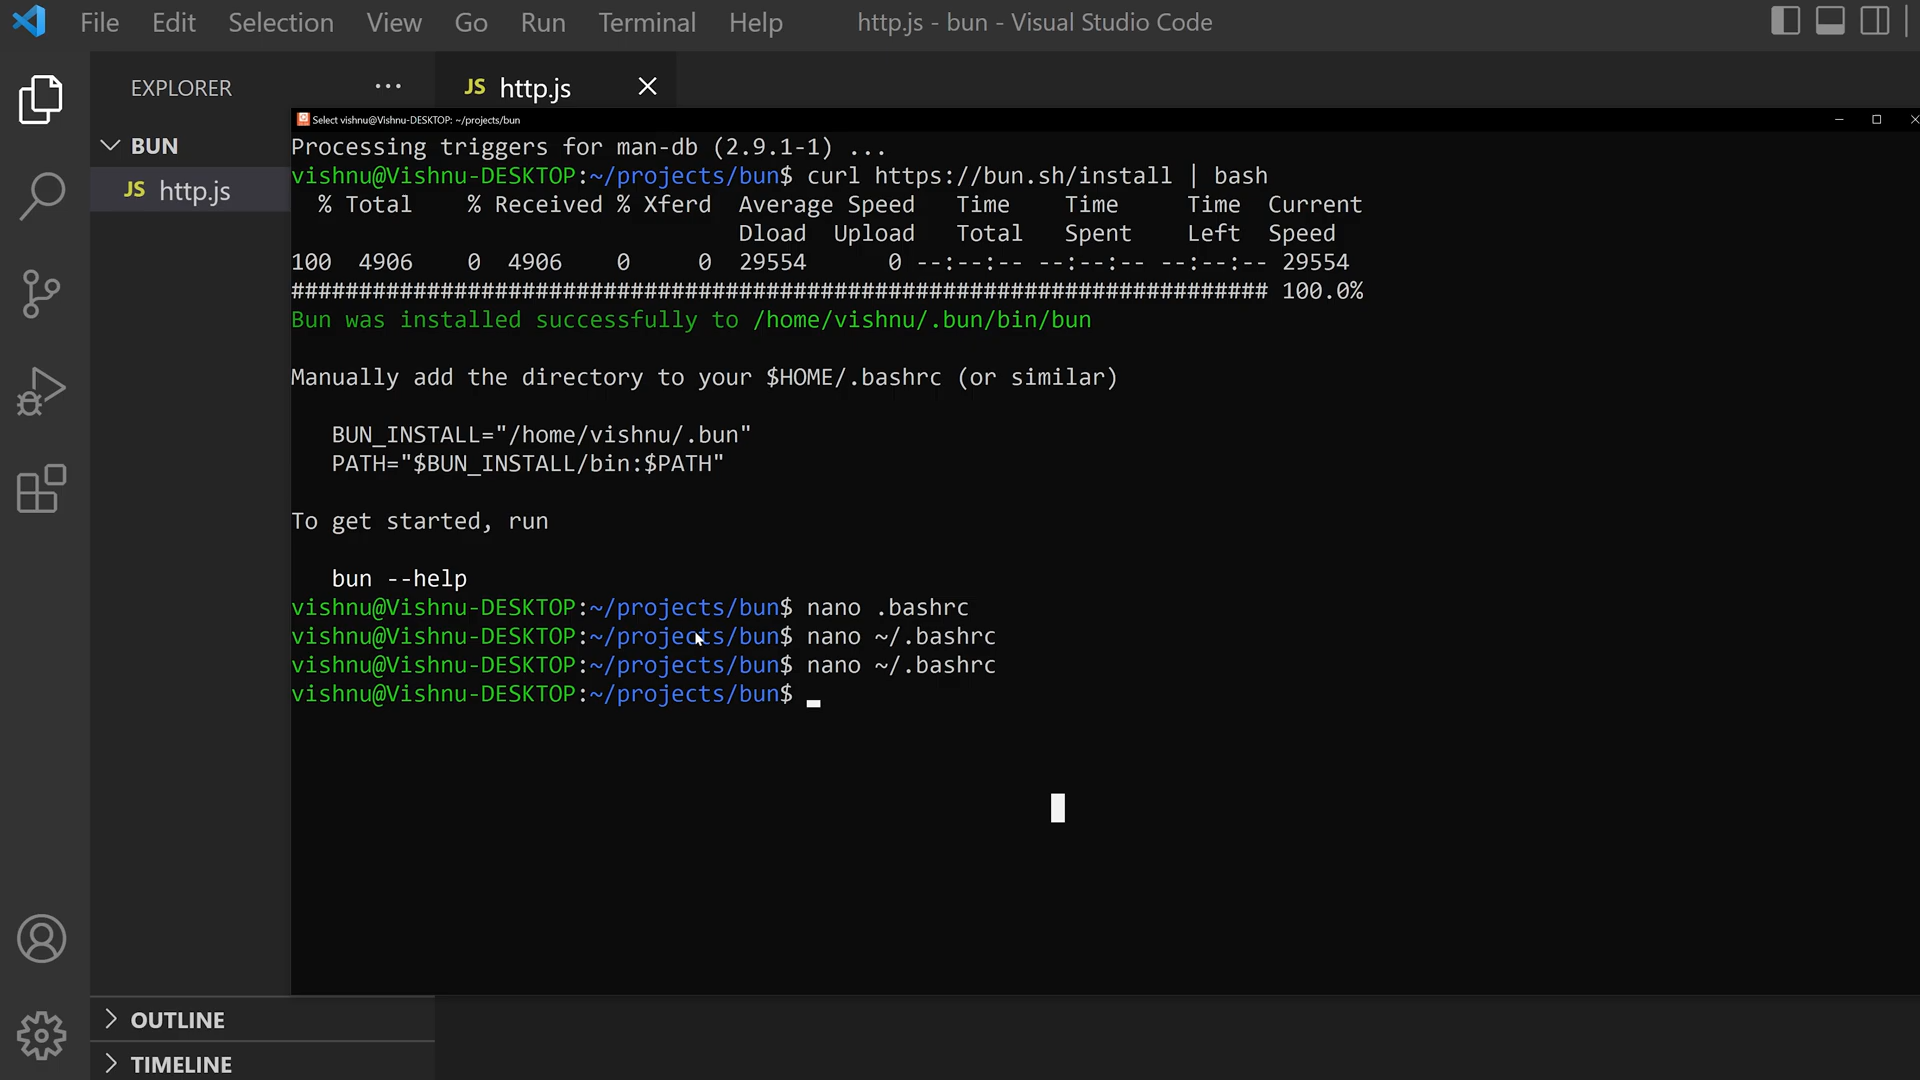 File Edit Selection View Go Run Terminal Help http.js - bun - Visual Studio Code
EXPLORER ··· JS http.js
Select vishnu@Vishnu-DESKTOP: ~/projects/bun
BUN
JS http.js
Processing triggers for man-db (2.9.1-1) ...
vishnu@Vishnu-DESKTOP:~/projects/bun$ curl https://bun.sh/install | bash
% Total % Received % Xferd Average Speed Time Time Time Current
Dload Upload Total Spent Left Speed
100 4906 0 4906 0 0 29554 0 --:--:-- --:--:-- --:--:-- 29554
######################################################################## 100.0%
Bun was installed successfully to /home/vishnu/.bun/bin/bun
Manually add the directory to your $HOME/.bashrc (or similar)
BUN_INSTALL="/home/vishnu/.bun"
PATH="$BUN_INSTALL/bin:$PATH"
To get started, run
bun --help
vishnu@Vishnu-DESKTOP:~/projects/bun$ nano .bashrc
vishnu@Vishnu-DESKTOP:~/projects/bun$ nano ~/.bashrc
vishnu@Vishnu-DESKTOP:~/projects/bun$ nano ~/.bashrc
vishnu@Vishnu-DESKTOP:~/projects/bun$
OUTLINE
TIMELINE